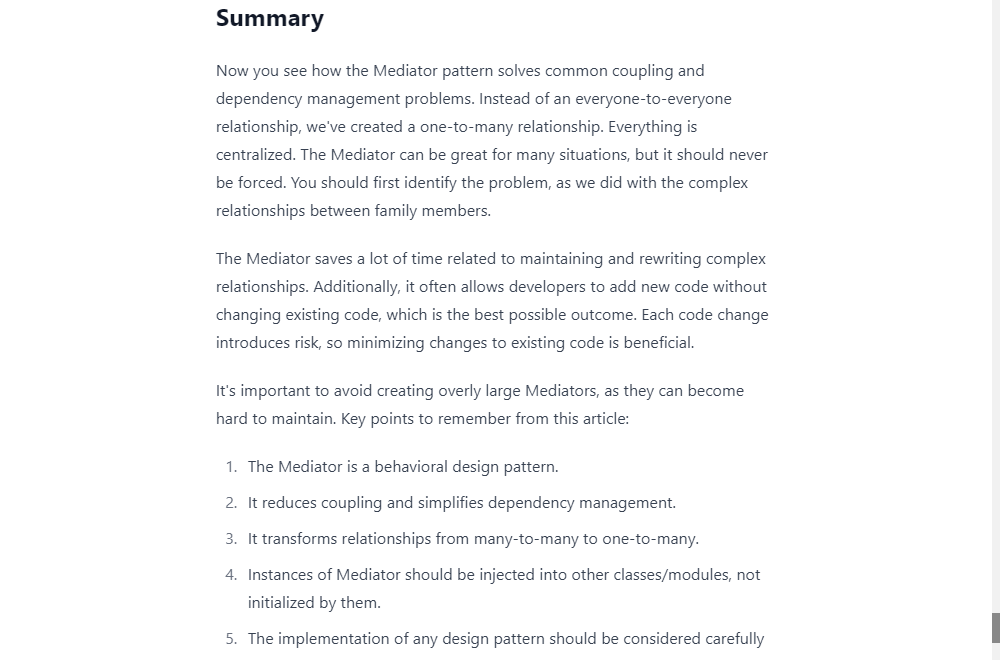 Summary
Now you see how the Mediator pattern solves common coupling and
dependency management problems. Instead of an everyone-to-everyone
relationship, we've created a one-to-many relationship. Everything is
centralized. The Mediator can be great for many situations, but it should never
be forced. You should first identify the problem, as we did with the complex
relationships between family members.
The Mediator saves a lot of time related to maintaining and rewriting complex
relationships. Additionally, it often allows developers to add new code without
changing existing code, which is the best possible outcome. Each code change
introduces risk, so minimizing changes to existing code is beneficial.
It's important to avoid creating overly large Mediators, as they can become
hard to maintain. Key points to remember from this article:
1. The Mediator is a behavioral design pattern.
2. It reduces coupling and simplifies dependency management.
3. It transforms relationships from many-to-many to one-to-many.
4. Instances of Mediator should be injected into other classes/modules, not
initialized by them.
5. The implementation of any design pattern should be considered carefully